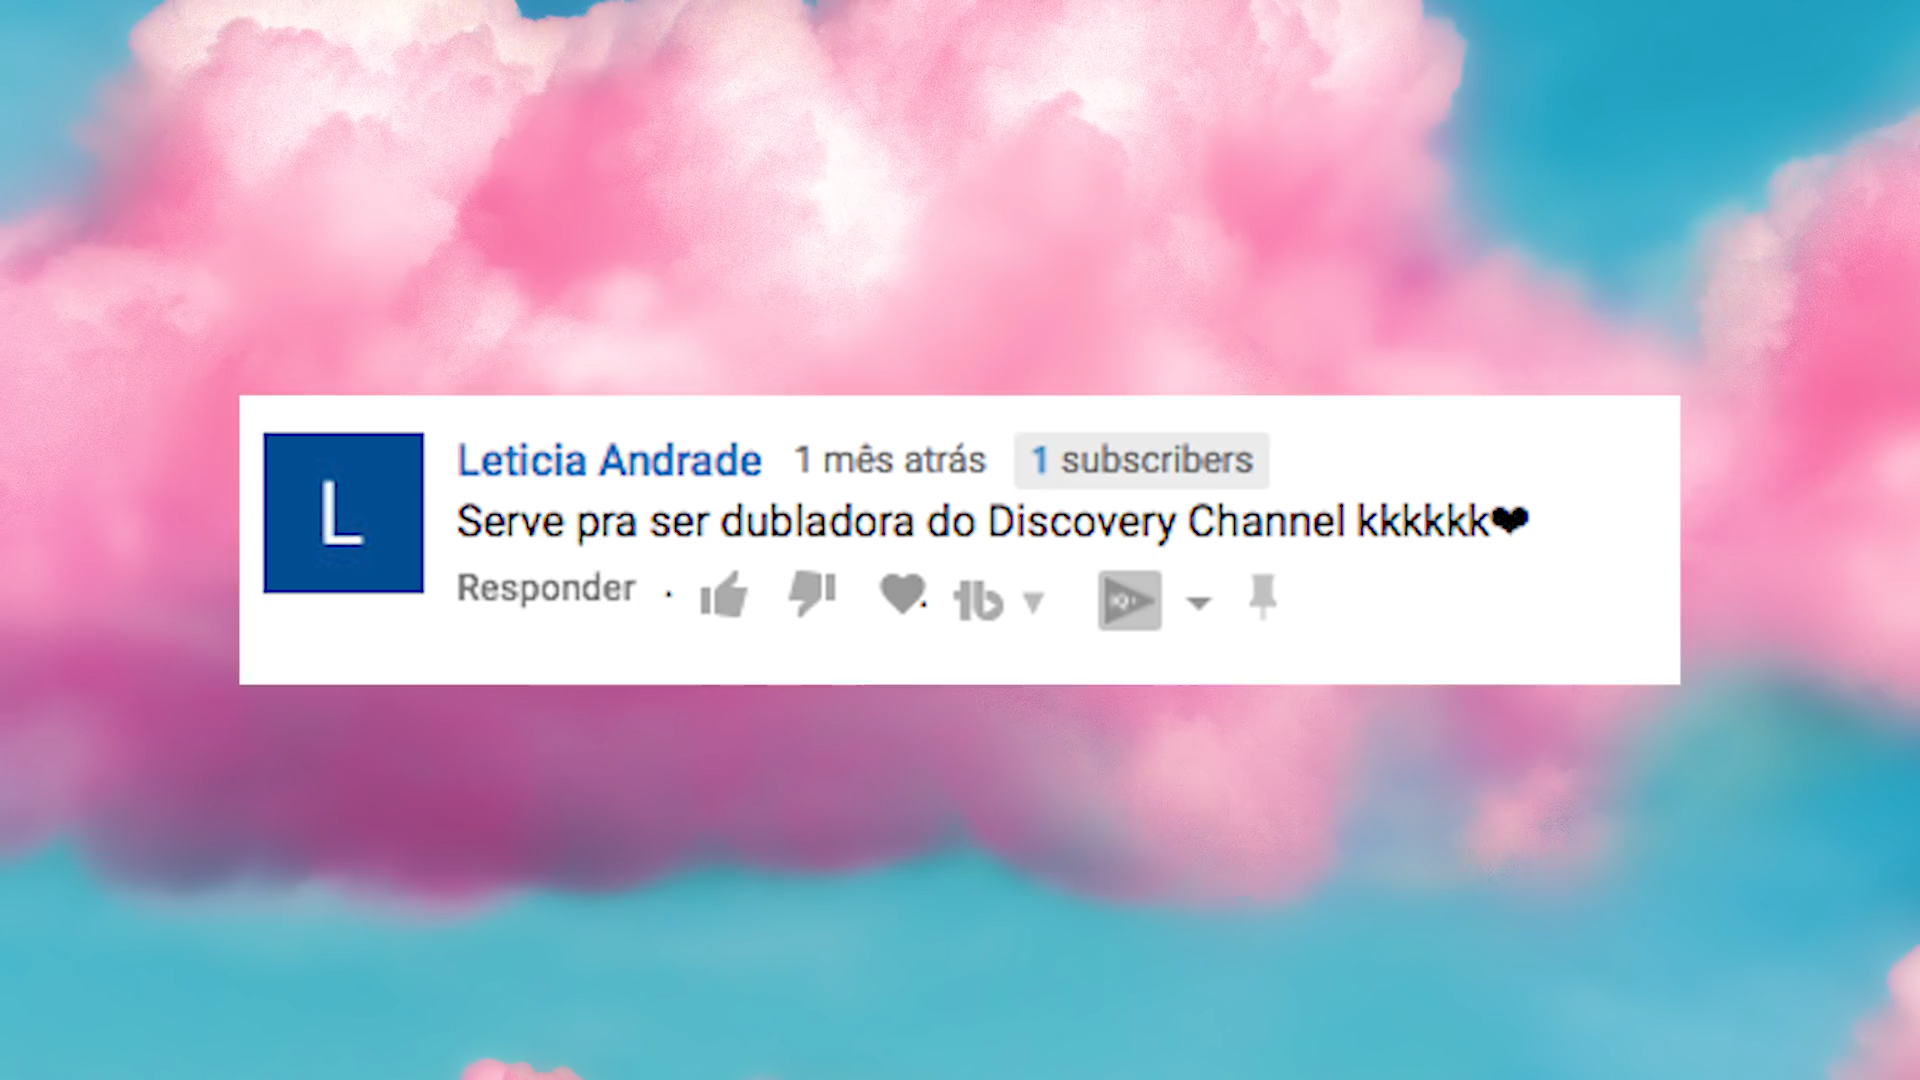 L
Leticia Andrade 1 mês atrás 1 subscribers
Serve pra ser dubladora do Discovery Channel kkkkkk❤
Responder ·